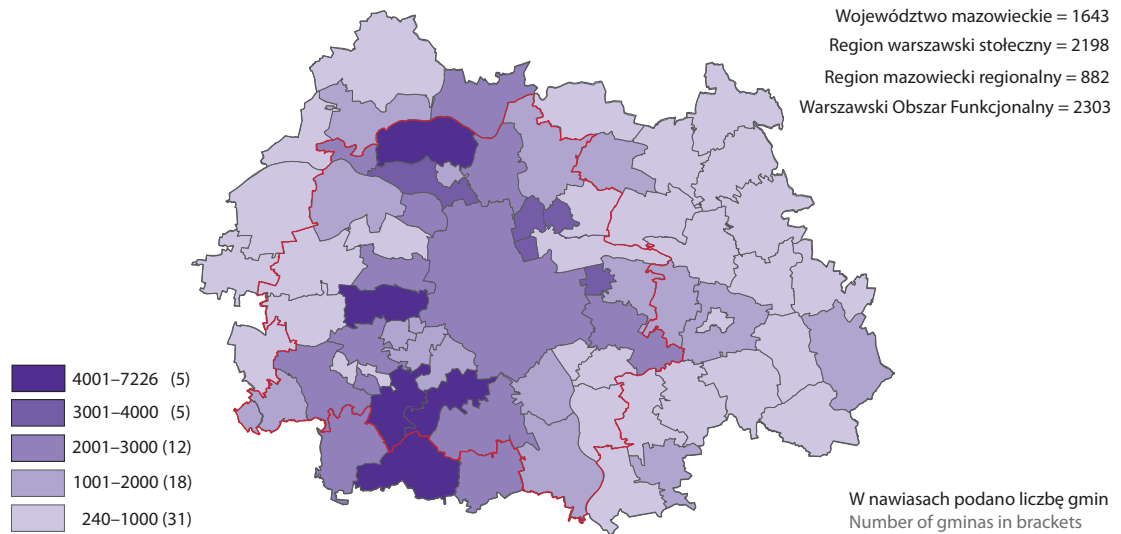 Województwo mazowieckie = 1643
Region warszawski stołeczny = 2198
Region mazowiecki regionalny = 882
Warszawski Obszar Funkcjonalny = 2303
4001–7226 (5)
3001–4000 (5)
2001–3000 (12)
1001–2000 (18)
240–1000 (31)
W nawiasach podano liczbę gmin
Number of gminas in brackets